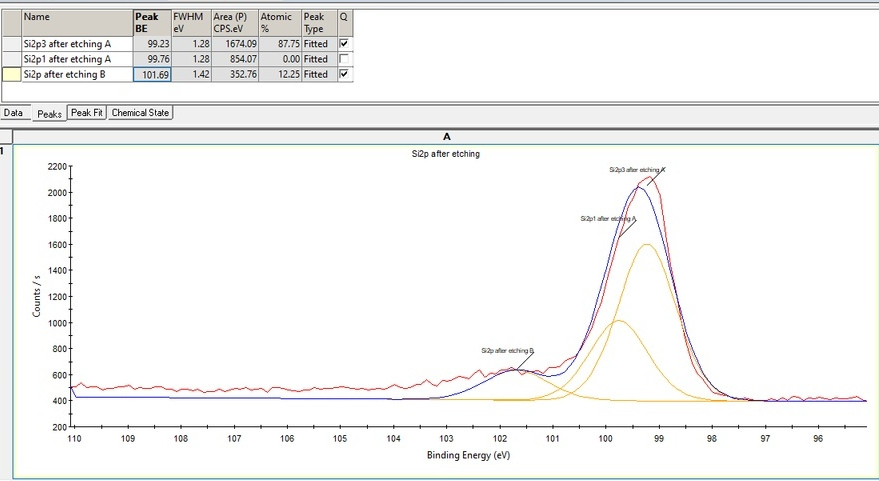 Name Peak BE FWHM eV Area (P) CPS.eV Atomic % Peak Type Q
Si2p3 after etching A 99.23 1.28 1674.09 87.75 Fitted
Si2p1 after etching A 99.76 1.28 854.07 0.00 Fitted
Si2p after etching B 101.69 1.42 352.76 12.25 Fitted
Data Peaks Peak Fit Chemical State
A
1
Si2p after etching
Si2p3 after etching A
Si2p1 after etching A
Si2p after etching B
2200
2000
1800
1600
1400
1200
1000
800
600
400
200
Counts / s
110 109 108 107 106 105 104 103 102 101 100 99 98 97 96
Binding Energy (eV)